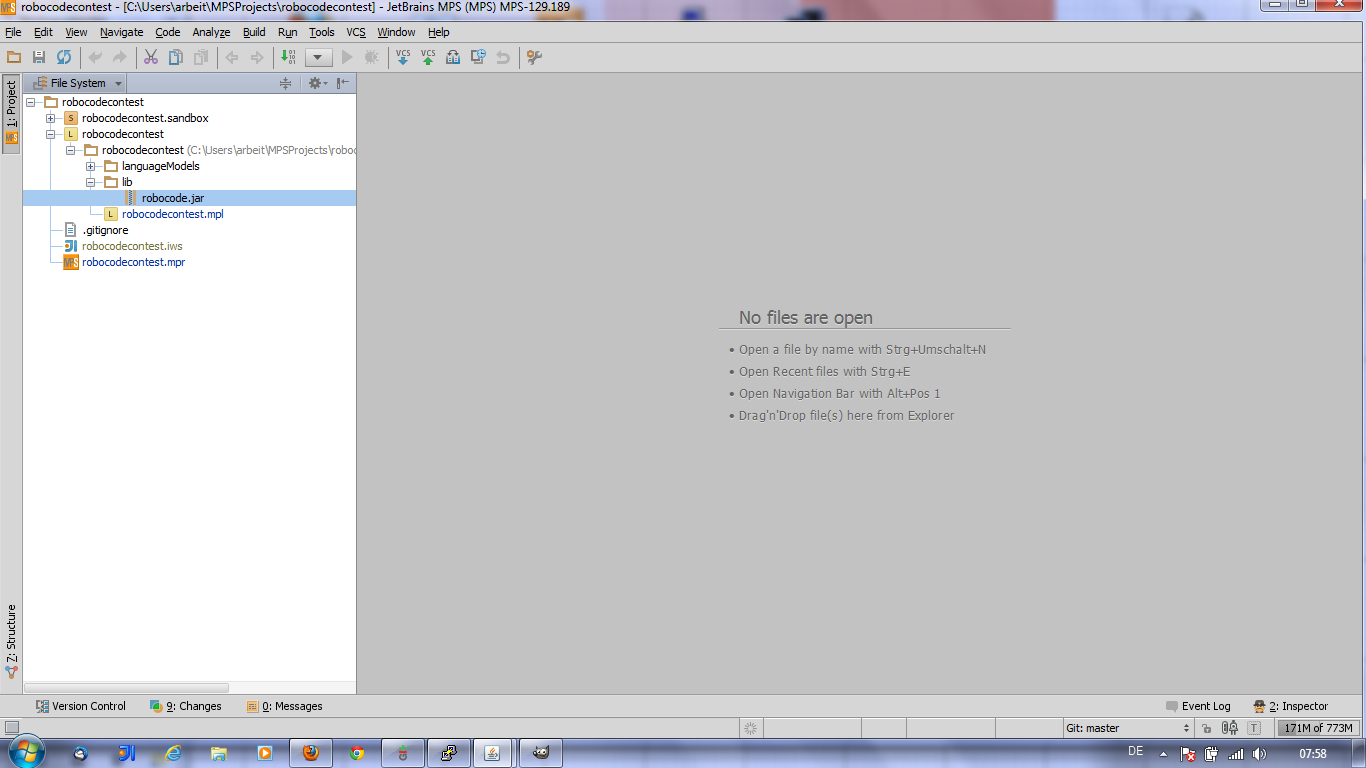 robocodecontest - [C:\Users\arbeit\MPSProjects\robocodecontest] - JetBrains MPS (MPS) MPS-129.189
File Edit View Navigate Code Analyze Build Run Tools VCS Window Help
VCS VCS
1: Project
File System
robocodecontest
S robocodecontest.sandbox
L robocodecontest
robocodecontest (C:\Users\arbeit\MPSProjects\roboc
languageModels
lib
robocode.jar
L robocodecontest.mpl
.gitignore
robocodecontest.iws
MPS robocodecontest.mpr
No files are open
• Open a file by name with Strg+Umschalt+N
• Open Recent files with Strg+E
• Open Navigation Bar with Alt+Pos 1
• Drag'n'Drop file(s) here from Explorer
Z: Structure
Version Control 9: Changes 0: Messages Event Log 2: Inspector
Git: master T 171M of 773M
DE 07:58